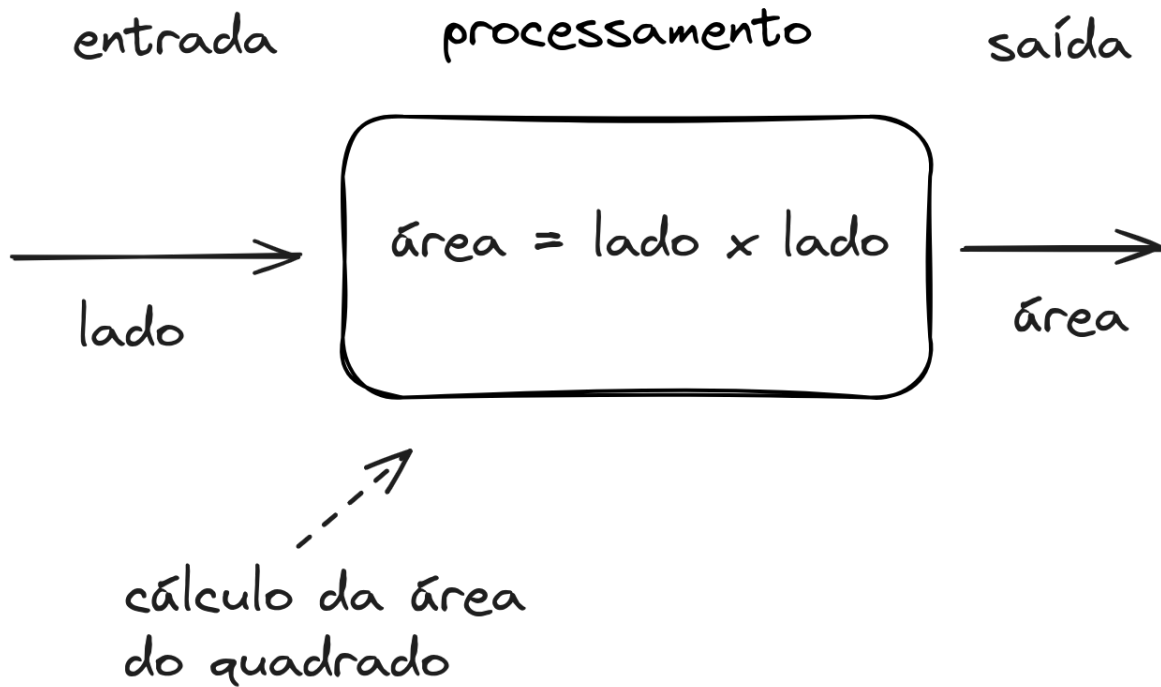 entrada
processamento
saída
área = lado x lado
lado
área
cálculo da área
do quadrado